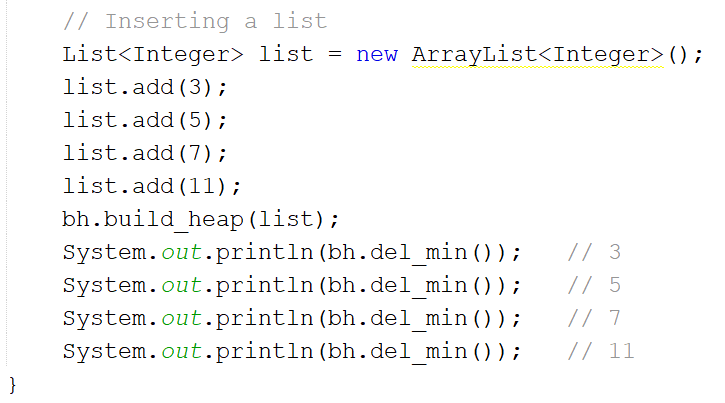 // Inserting a list
List<Integer> list = new ArrayList<Integer>();
list.add(3);
list.add(5);
list.add(7);
list.add(11);
bh.build_heap(list);
System.out.println(bh.del_min());   // 3
System.out.println(bh.del_min());   // 5
System.out.println(bh.del_min());   // 7
System.out.println(bh.del_min());   // 11
}